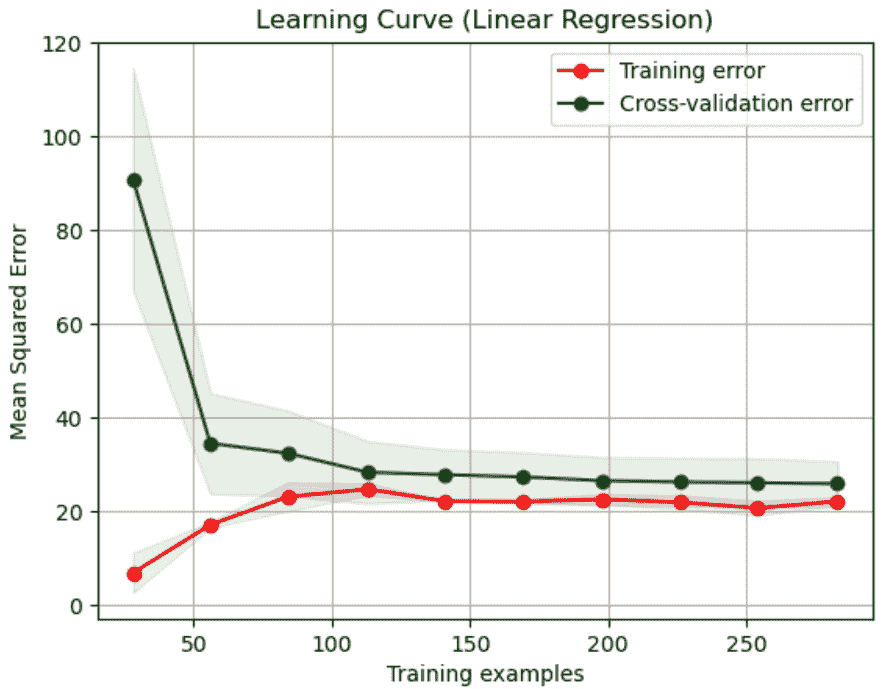 Learning Curve (Linear Regression)
120
100
80
60
40
20
0
Mean Squared Error
Training error
Cross-validation error
50
100
150
200
250
Training examples